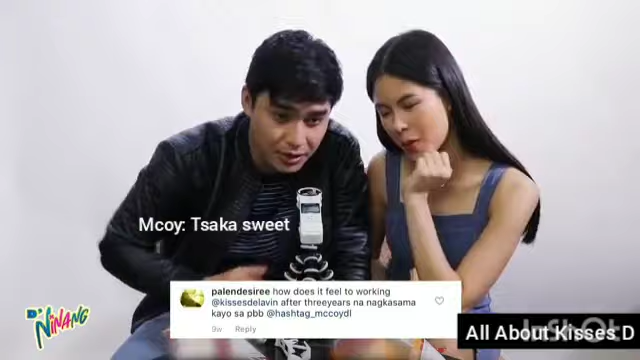 Mcoy: Tsaka sweet
palendesiree how does it feel to working
@kissesdelavin after threeyears na nagkasama
kayo sa pbb @hashtag_mccoydl
9w Reply
D' NiNANG
All About Kisses D